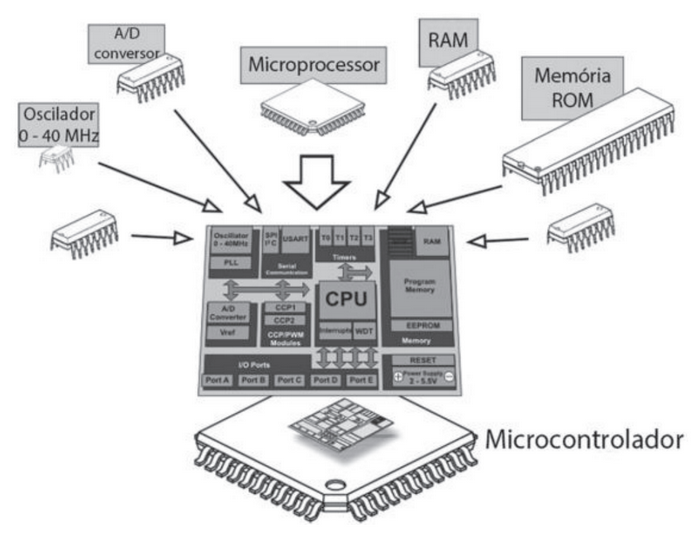 A/D
conversor
Microprocessor
RAM
Memória
ROM
Oscilador
0 - 40 MHz
Oscillator
0 - 40MHz
PLL
SPI
I²C
USART
Serial
Communication
T0 T1 T2 T3
Timers
RAM
Program
Memory
EEPROM
Memory
A/D
Converter
Vref
CCP1
CCP2
CCP/PWM
Modules
CPU
Interrupts
WDT
I/O Ports
Port A Port B Port C Port D Port E
RESET
Power Supply
2 - 5.5V
Microcontrolador